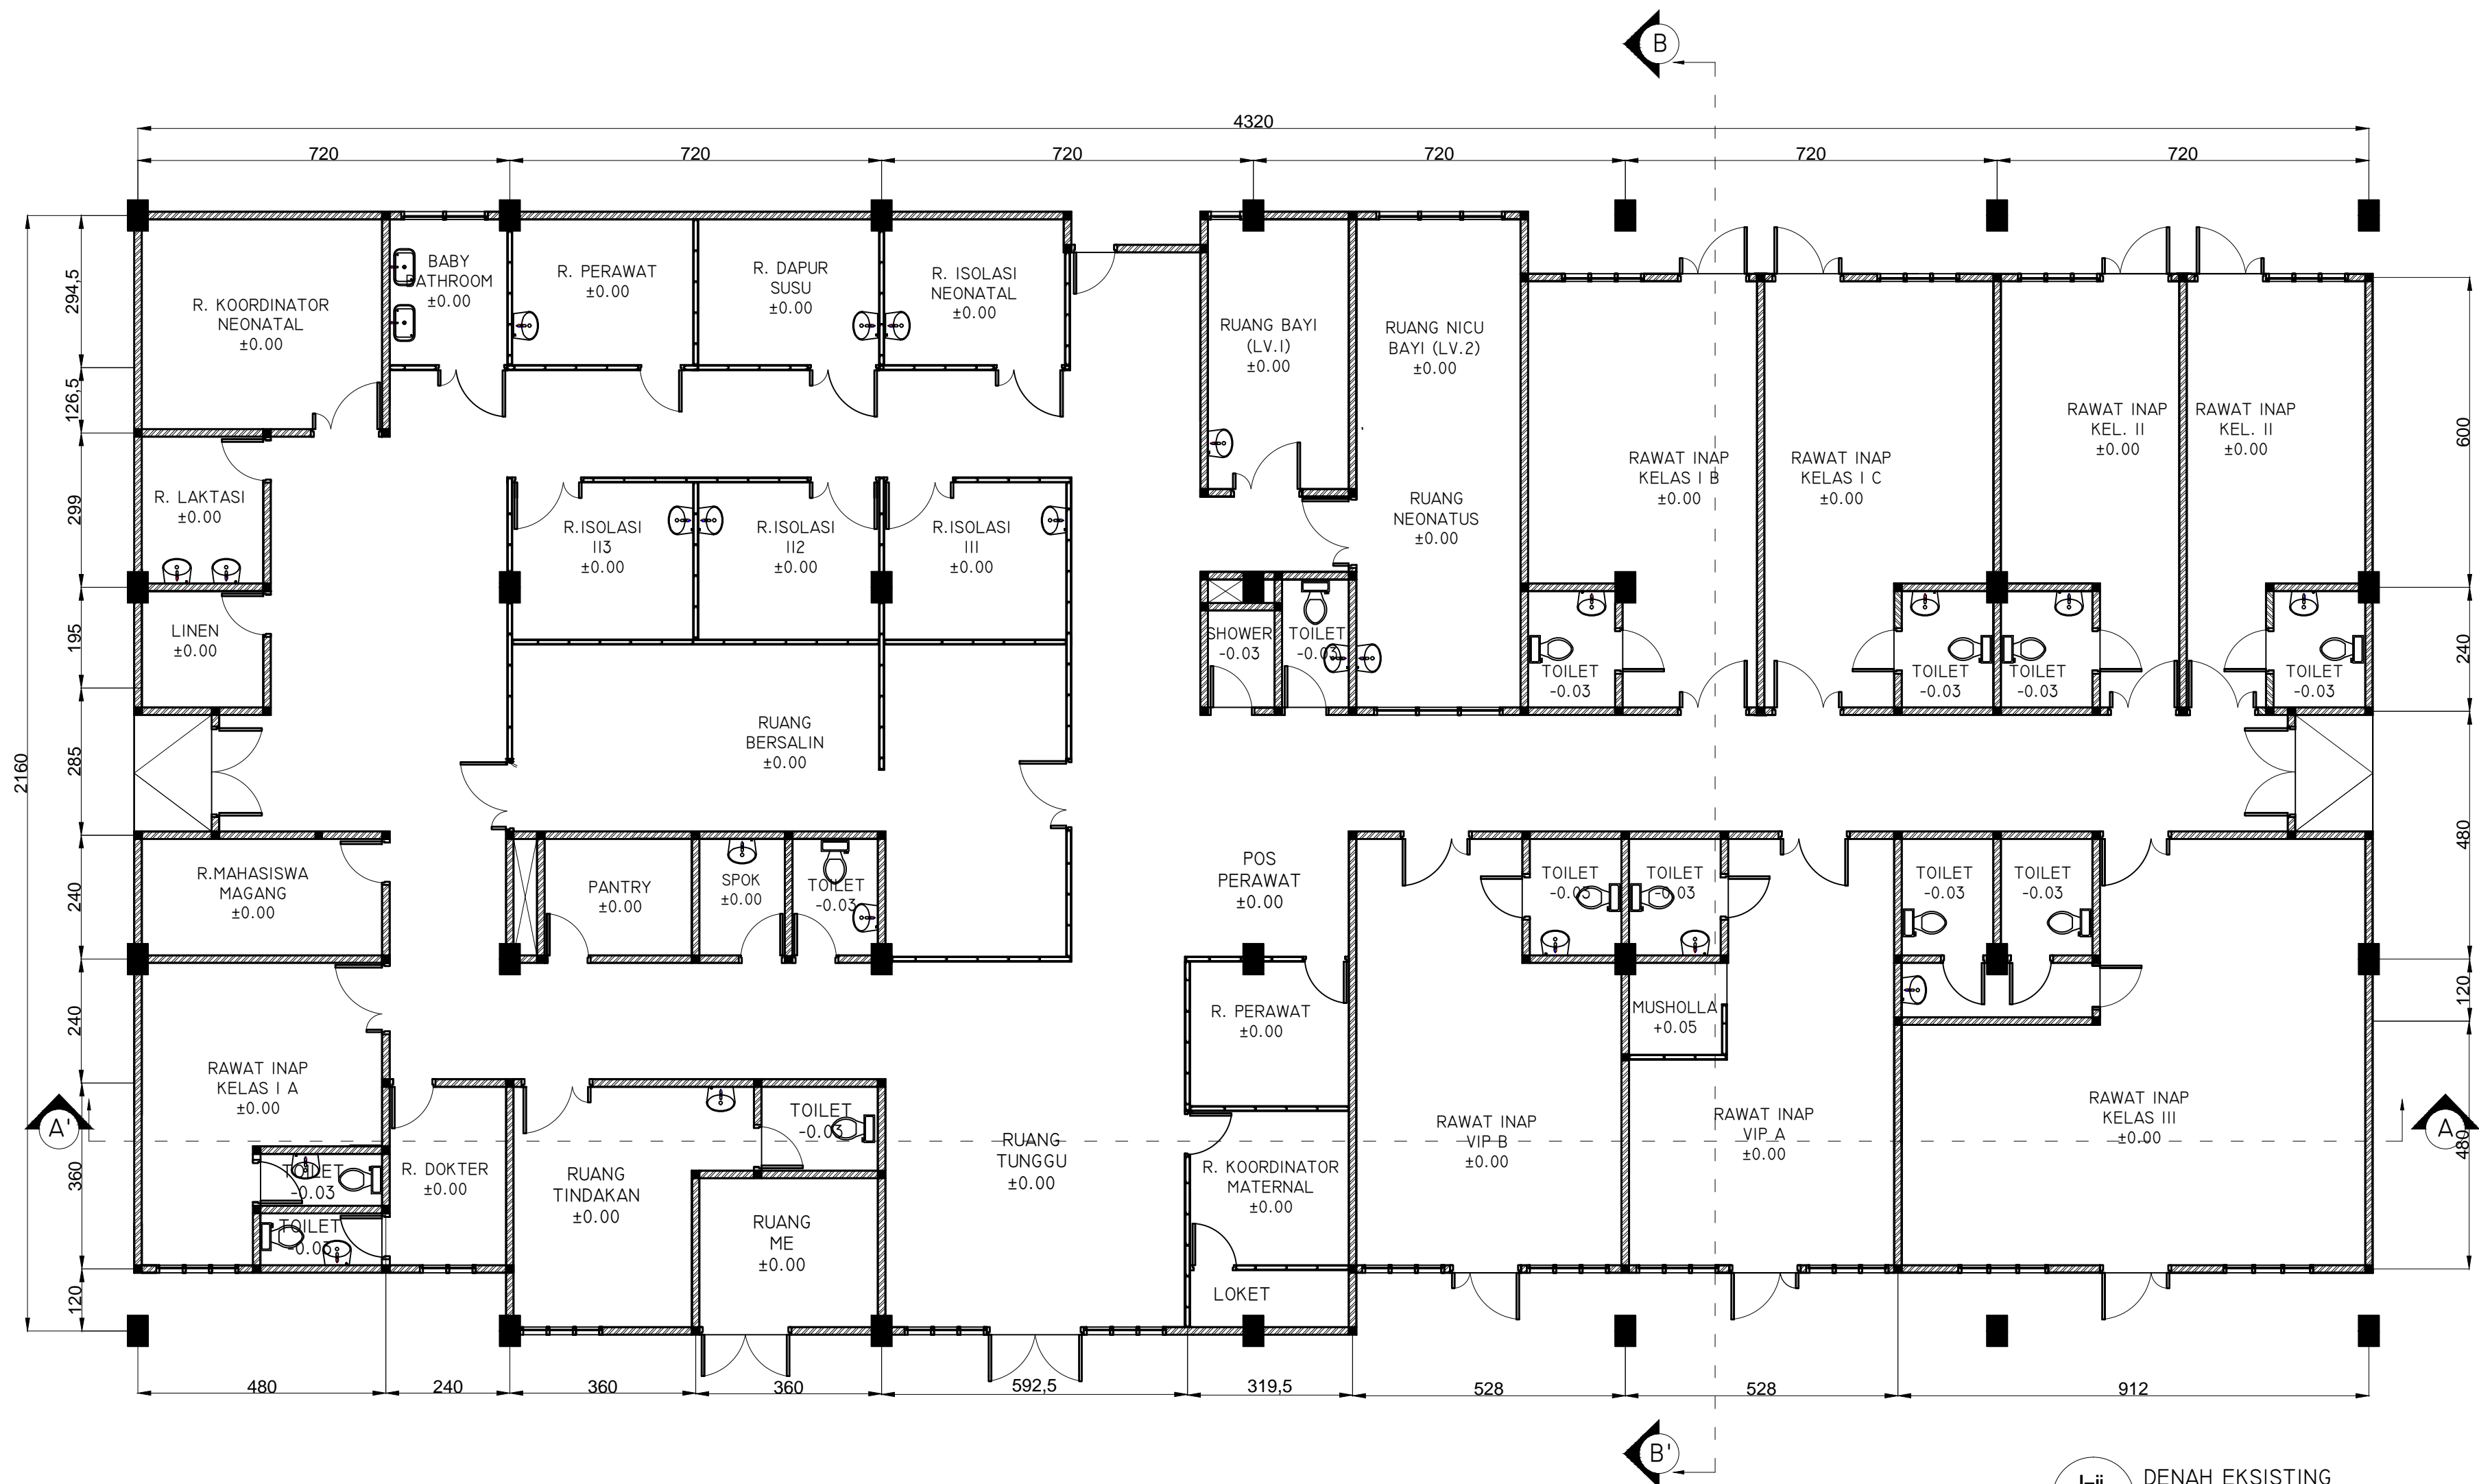 B
4320
720
720
720
720
720
720
294,5
126,5
299
195
285
240
240
360
120
2160
600
240
480
120
480
R. KOORDINATOR
NEONATAL
±0.00
BABY
BATHROOM
±0.00
R. PERAWAT
±0.00
R. DAPUR
SUSU
±0.00
R. ISOLASI
NEONATAL
±0.00
RUANG BAYI
(LV.I)
±0.00
RUANG NICU
BAYI (LV.2)
±0.00
RAWAT INAP
KELAS I B
±0.00
RAWAT INAP
KELAS I C
±0.00
RAWAT INAP
KEL. II
±0.00
RAWAT INAP
KEL. II
±0.00
R. LAKTASI
±0.00
R.ISOLASI
II3
±0.00
R.ISOLASI
II2
±0.00
R.ISOLASI
III
±0.00
RUANG
NEONATUS
±0.00
LINEN
±0.00
SHOWER
-0.03
TOILET
-0.03
TOILET
-0.03
TOILET
-0.03
TOILET
-0.03
TOILET
-0.03
RUANG
BERSALIN
±0.00
R.MAHASISWA
MAGANG
±0.00
PANTRY
±0.00
SPOK
±0.00
TOILET
-0.03
POS
PERAWAT
±0.00
TOILET
-0.03
TOILET
-0.03
TOILET
-0.03
TOILET
-0.03
R. PERAWAT
±0.00
MUSHOLLA
+0.05
RAWAT INAP
KELAS I A
±0.00
TOILET
-0.03
TOILET
-0.03
R. DOKTER
±0.00
RUANG
TINDAKAN
±0.00
TOILET
-0.03
RUANG
ME
±0.00
RUANG
TUNGGU
±0.00
R. KOORDINATOR
MATERNAL
±0.00
LOKET
RAWAT INAP
VIP B
±0.00
RAWAT INAP
VIP A
±0.00
RAWAT INAP
KELAS III
±0.00
A'
A
480
240
360
360
592,5
319,5
528
528
912
B'
DENAH EKSISTING